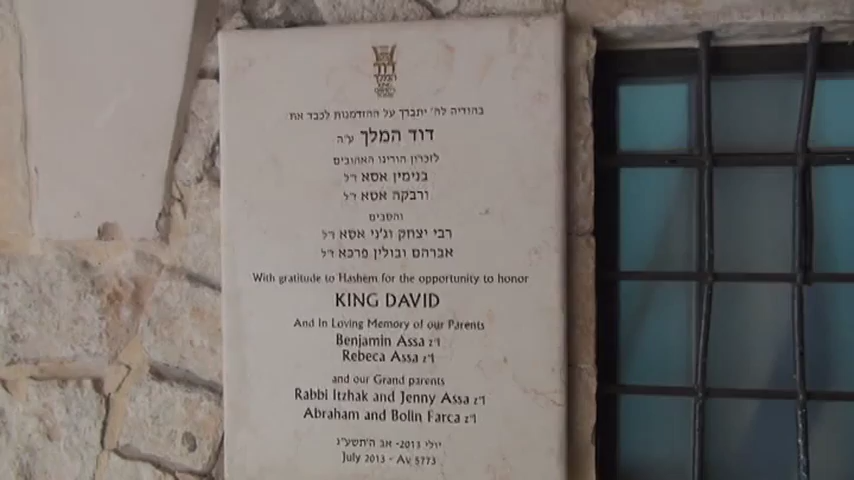 בהודיה לה' יתברך על ההזדמנות לכבד את
דוד המלך ע"ה
לזכרון הורינו האהובים
בנימין אסא ז"ל
ורבקה אסא ז"ל
והסבים
רבי יצחק וג'ני אסא ז"ל
אברהם ובולין פרכא ז"ל
With gratitude to Hashem for the opportunity to honor
KING DAVID
And In Loving Memory of our Parents
Benjamin Assa z"l
Rebeca Assa z"l
and our Grand parents
Rabbi Itzhak and Jenny Assa z"l
Abraham and Bolin Farca z"l
יולי 2013- אב ה'תשע"ג
July 2013 - Av 5773